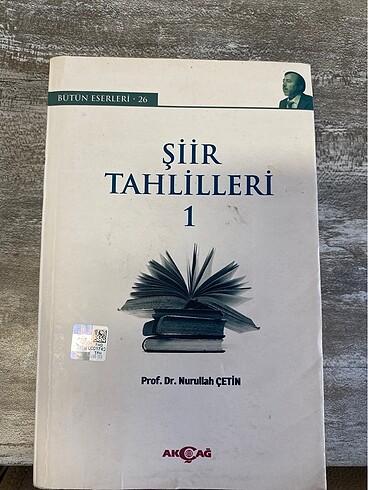 BÜTÜN ESERLERİ · 26
ŞİİR
TAHLİLLERİ
1
Prof. Dr. Nurullah ÇETİN
AKÇAĞ